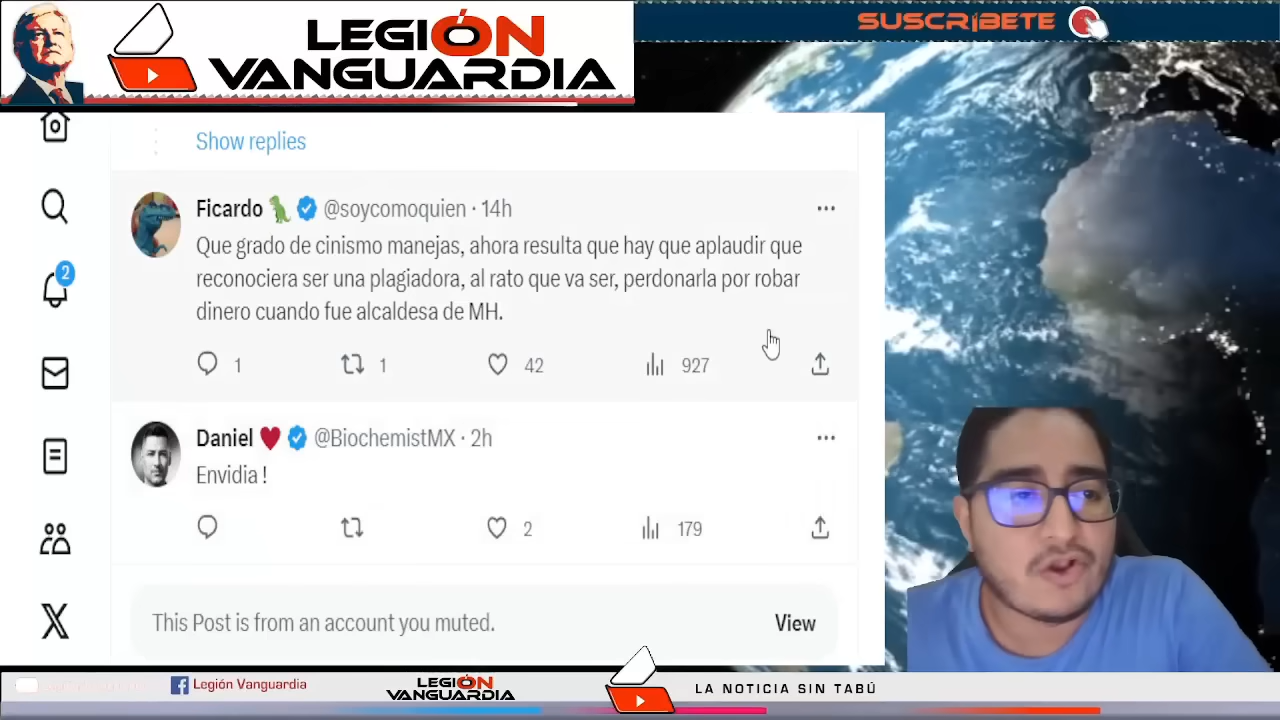 LEGIÓN
VANGUARDIA
SUSCRÍBETE
Show replies
Ficardo @soycomoquien · 14h
Que grado de cinismo manejas, ahora resulta que hay que aplaudir que
reconociera ser una plagiadora, al rato que va ser, perdonarla por robar
dinero cuando fue alcaldesa de MH.
1 1 42 927
2
Daniel @BiochemistMX · 2h
Envidia !
2 179
This Post is from an account you muted.
View
Legión Vanguardia
LEGIÓN
VANGUARDIA
LA NOTICIA SIN TABÚ